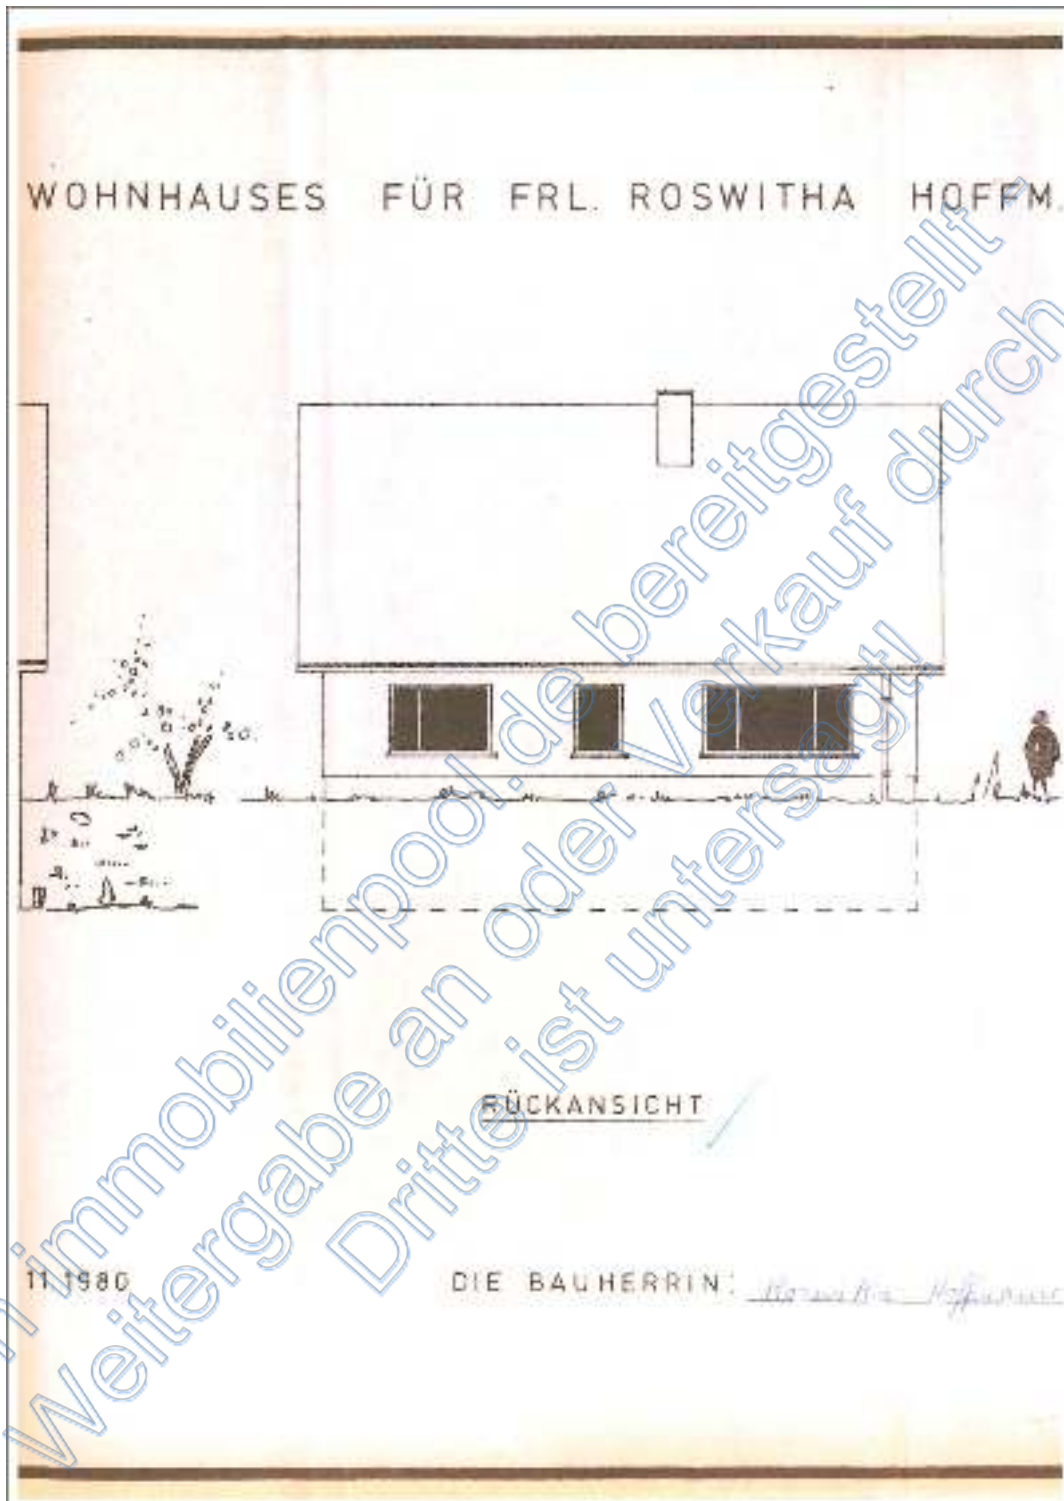 WOHNHAUSES FÜR FRL. ROSWITHA HOFFM.
RÜCKANSICHT
11.1980
DIE BAUHERRIN:
immobilienpool.de bereitgestellt -
Weitergabe an oder Verkauf durch
Dritte ist untersagt!